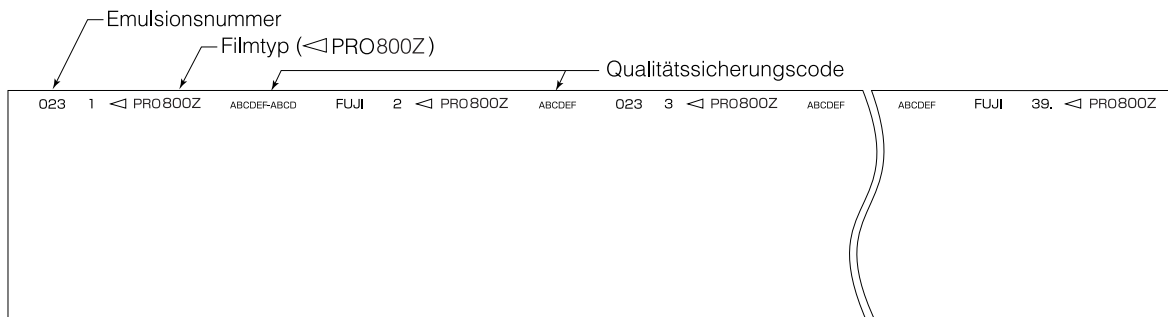 Emulsionsnummer
Filmtyp (◁ PRO800Z)
Qualitätssicherungscode
023 1 ◁ PRO800Z ABCDEF-ABCD FUJI 2 ◁ PRO800Z ABCDEF 023 3 ◁ PRO800Z ABCDEF ABCDEF FUJI 39. ◁ PRO800Z